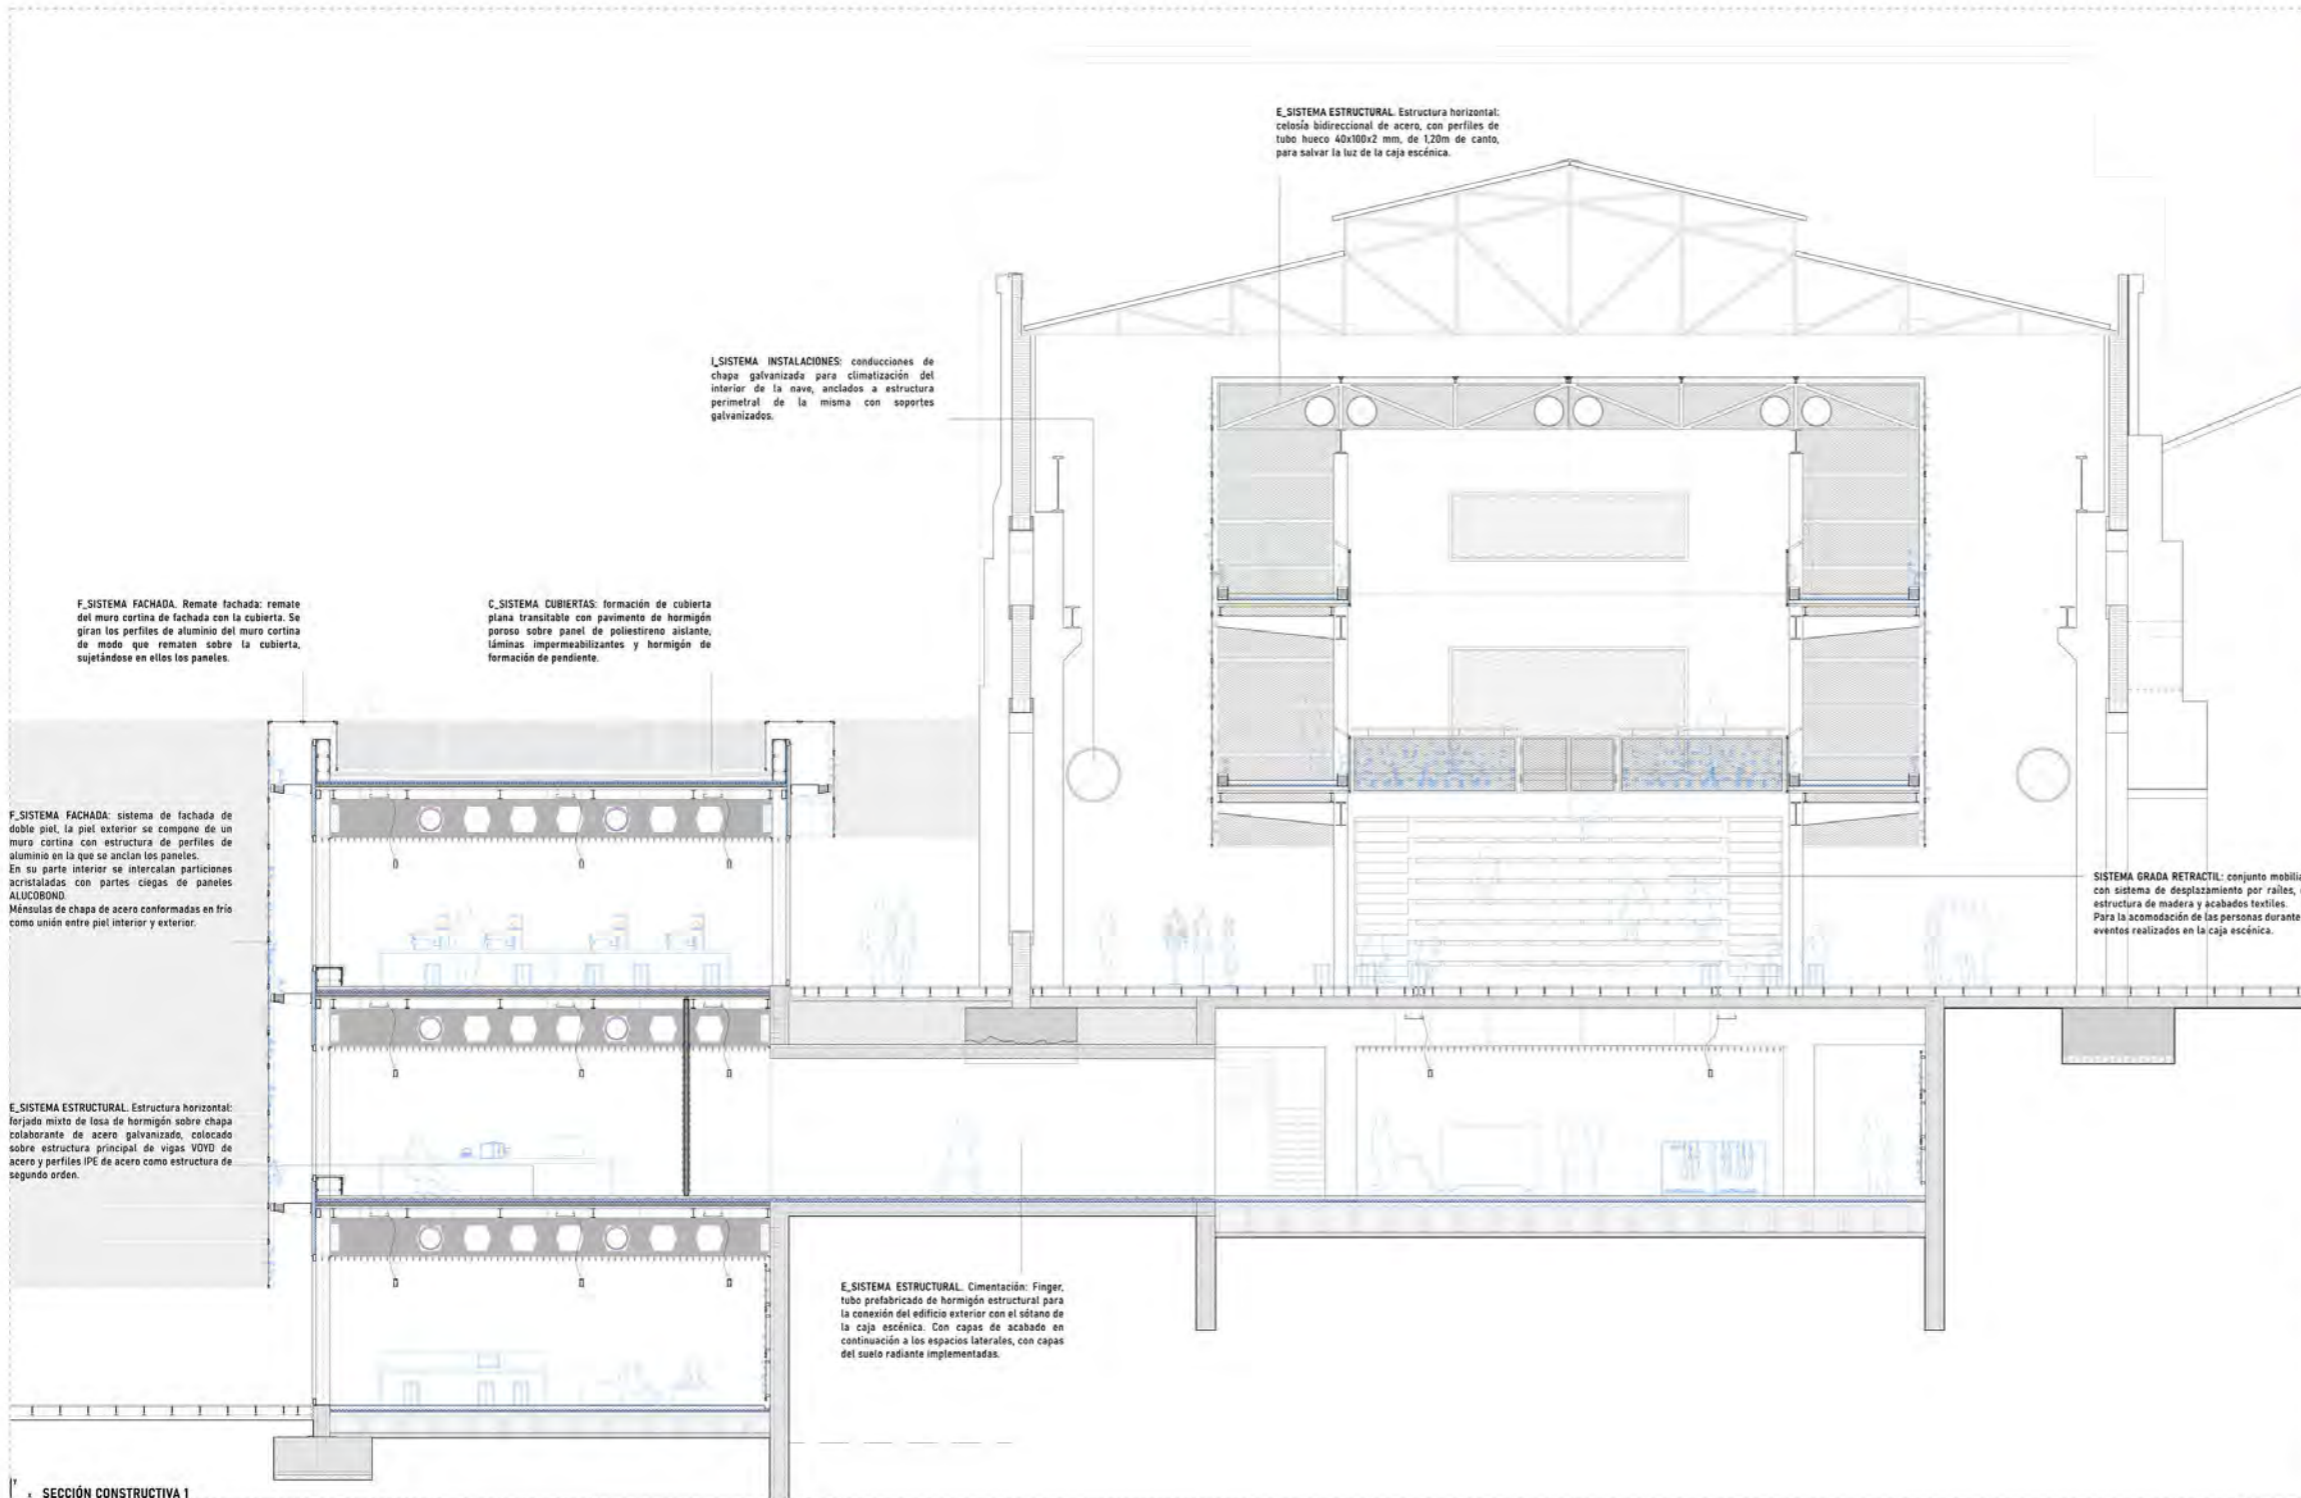 E_SISTEMA ESTRUCTURAL. Estructura horizontal:
celosía bidireccional de acero, con perfiles de
tubo hueco 40x100x2 mm, de 1,20m de canto,
para salvar la luz de la caja escénica.
I_SISTEMA INSTALACIONES: conducciones de
chapa galvanizada para climatización del
interior de la nave, anclados a estructura
perimetral de la misma con soportes
galvanizados.
F_SISTEMA FACHADA. Remate fachada: remate
del muro cortina de fachada con la cubierta. Se
giran los perfiles de aluminio del muro cortina
de modo que rematen sobre la cubierta,
sujetándose en ellos los paneles.
C_SISTEMA CUBIERTAS: formación de cubierta
plana transitable con pavimento de hormigón
poroso sobre panel de poliestireno aislante,
láminas impermeabilizantes y hormigón de
formación de pendiente.
F_SISTEMA FACHADA: sistema de fachada de
doble piel, la piel exterior se compone de un
muro cortina con estructura de perfiles de
aluminio en la que se anclan los paneles.
En su parte interior se intercalan particiones
acristaladas con partes ciegas de paneles
ALUCOBOND.
Ménsulas de chapa de acero conformadas en frío
como unión entre piel interior y exterior.
SISTEMA GRADA RETRACTIL: conjunto mobilia
con sistema de desplazamiento por raíles,
estructura de madera y acabados textiles.
Para la acomodación de las personas durante
eventos realizados en la caja escénica.
E_SISTEMA ESTRUCTURAL. Estructura horizontal:
forjado mixto de losa de hormigón sobre chapa
colaborante de acero galvanizado, colocado
sobre estructura principal de vigas VOYD de
acero y perfiles IPE de acero como estructura de
segundo orden.
E_SISTEMA ESTRUCTURAL. Cimentación: Finger,
tubo prefabricado de hormigón estructural para
la conexión del edificio exterior con el sótano de
la caja escénica. Con capas de acabado en
continuación a los espacios laterales, con capas
del suelo radiante implementadas.
Y
x SECCIÓN CONSTRUCTIVA 1